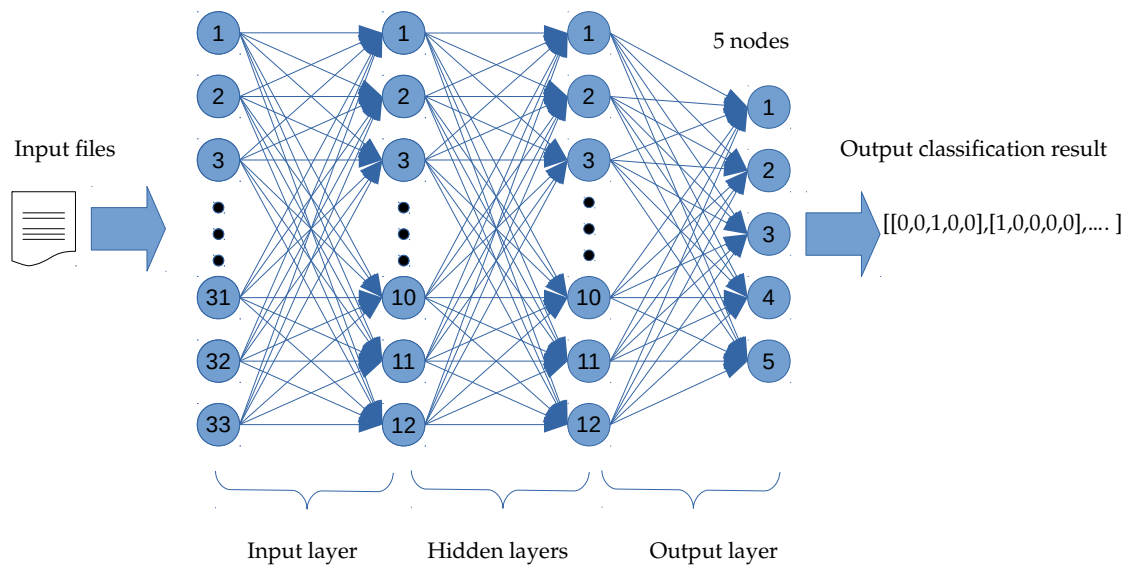 1 1 1 5 nodes
2 2 2 1
Input files 3 3 3 2 Output classification result
3 [[0,0,1,0,0],[1,0,0,0,0],.... ]
31 10 10 4
32 11 11 5
33 12 12
Input layer Hidden layers Output layer